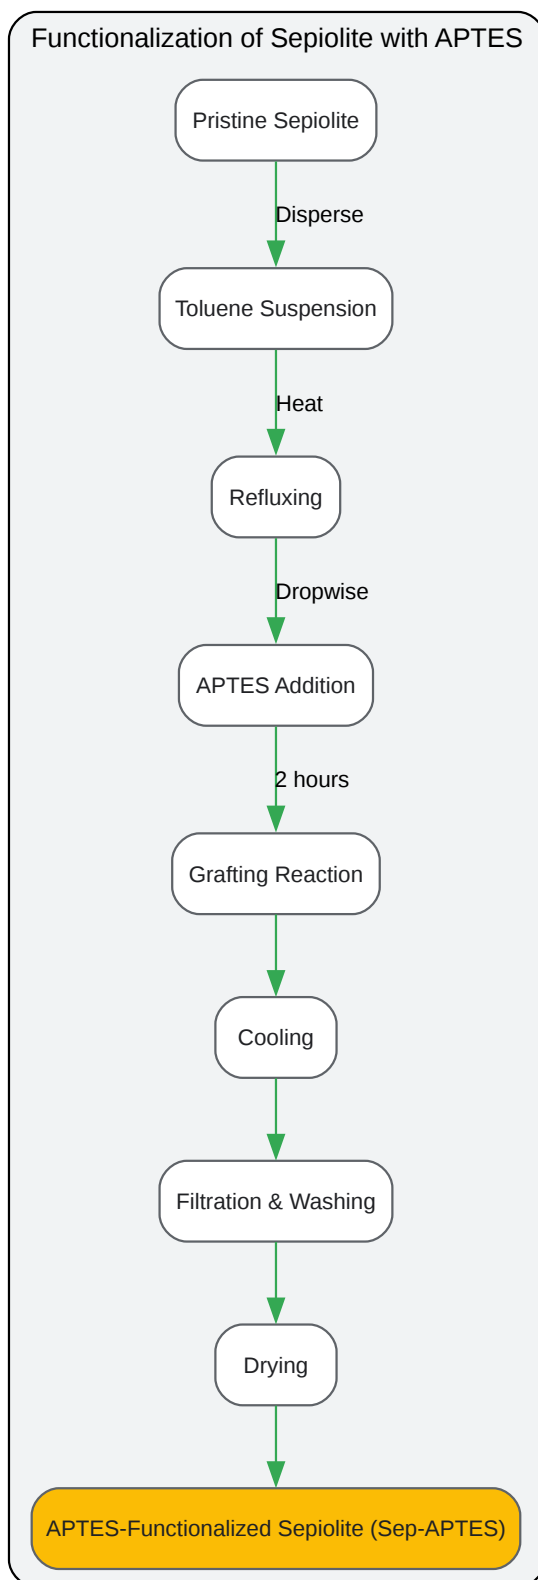 Functionalization of Sepiolite with APTES
Pristine Sepiolite
Disperse
Toluene Suspension
Heat
Refluxing
Dropwise
APTES Addition
2 hours
Grafting Reaction
Cooling
Filtration & Washing
Drying
APTES-Functionalized Sepiolite (Sep-APTES)